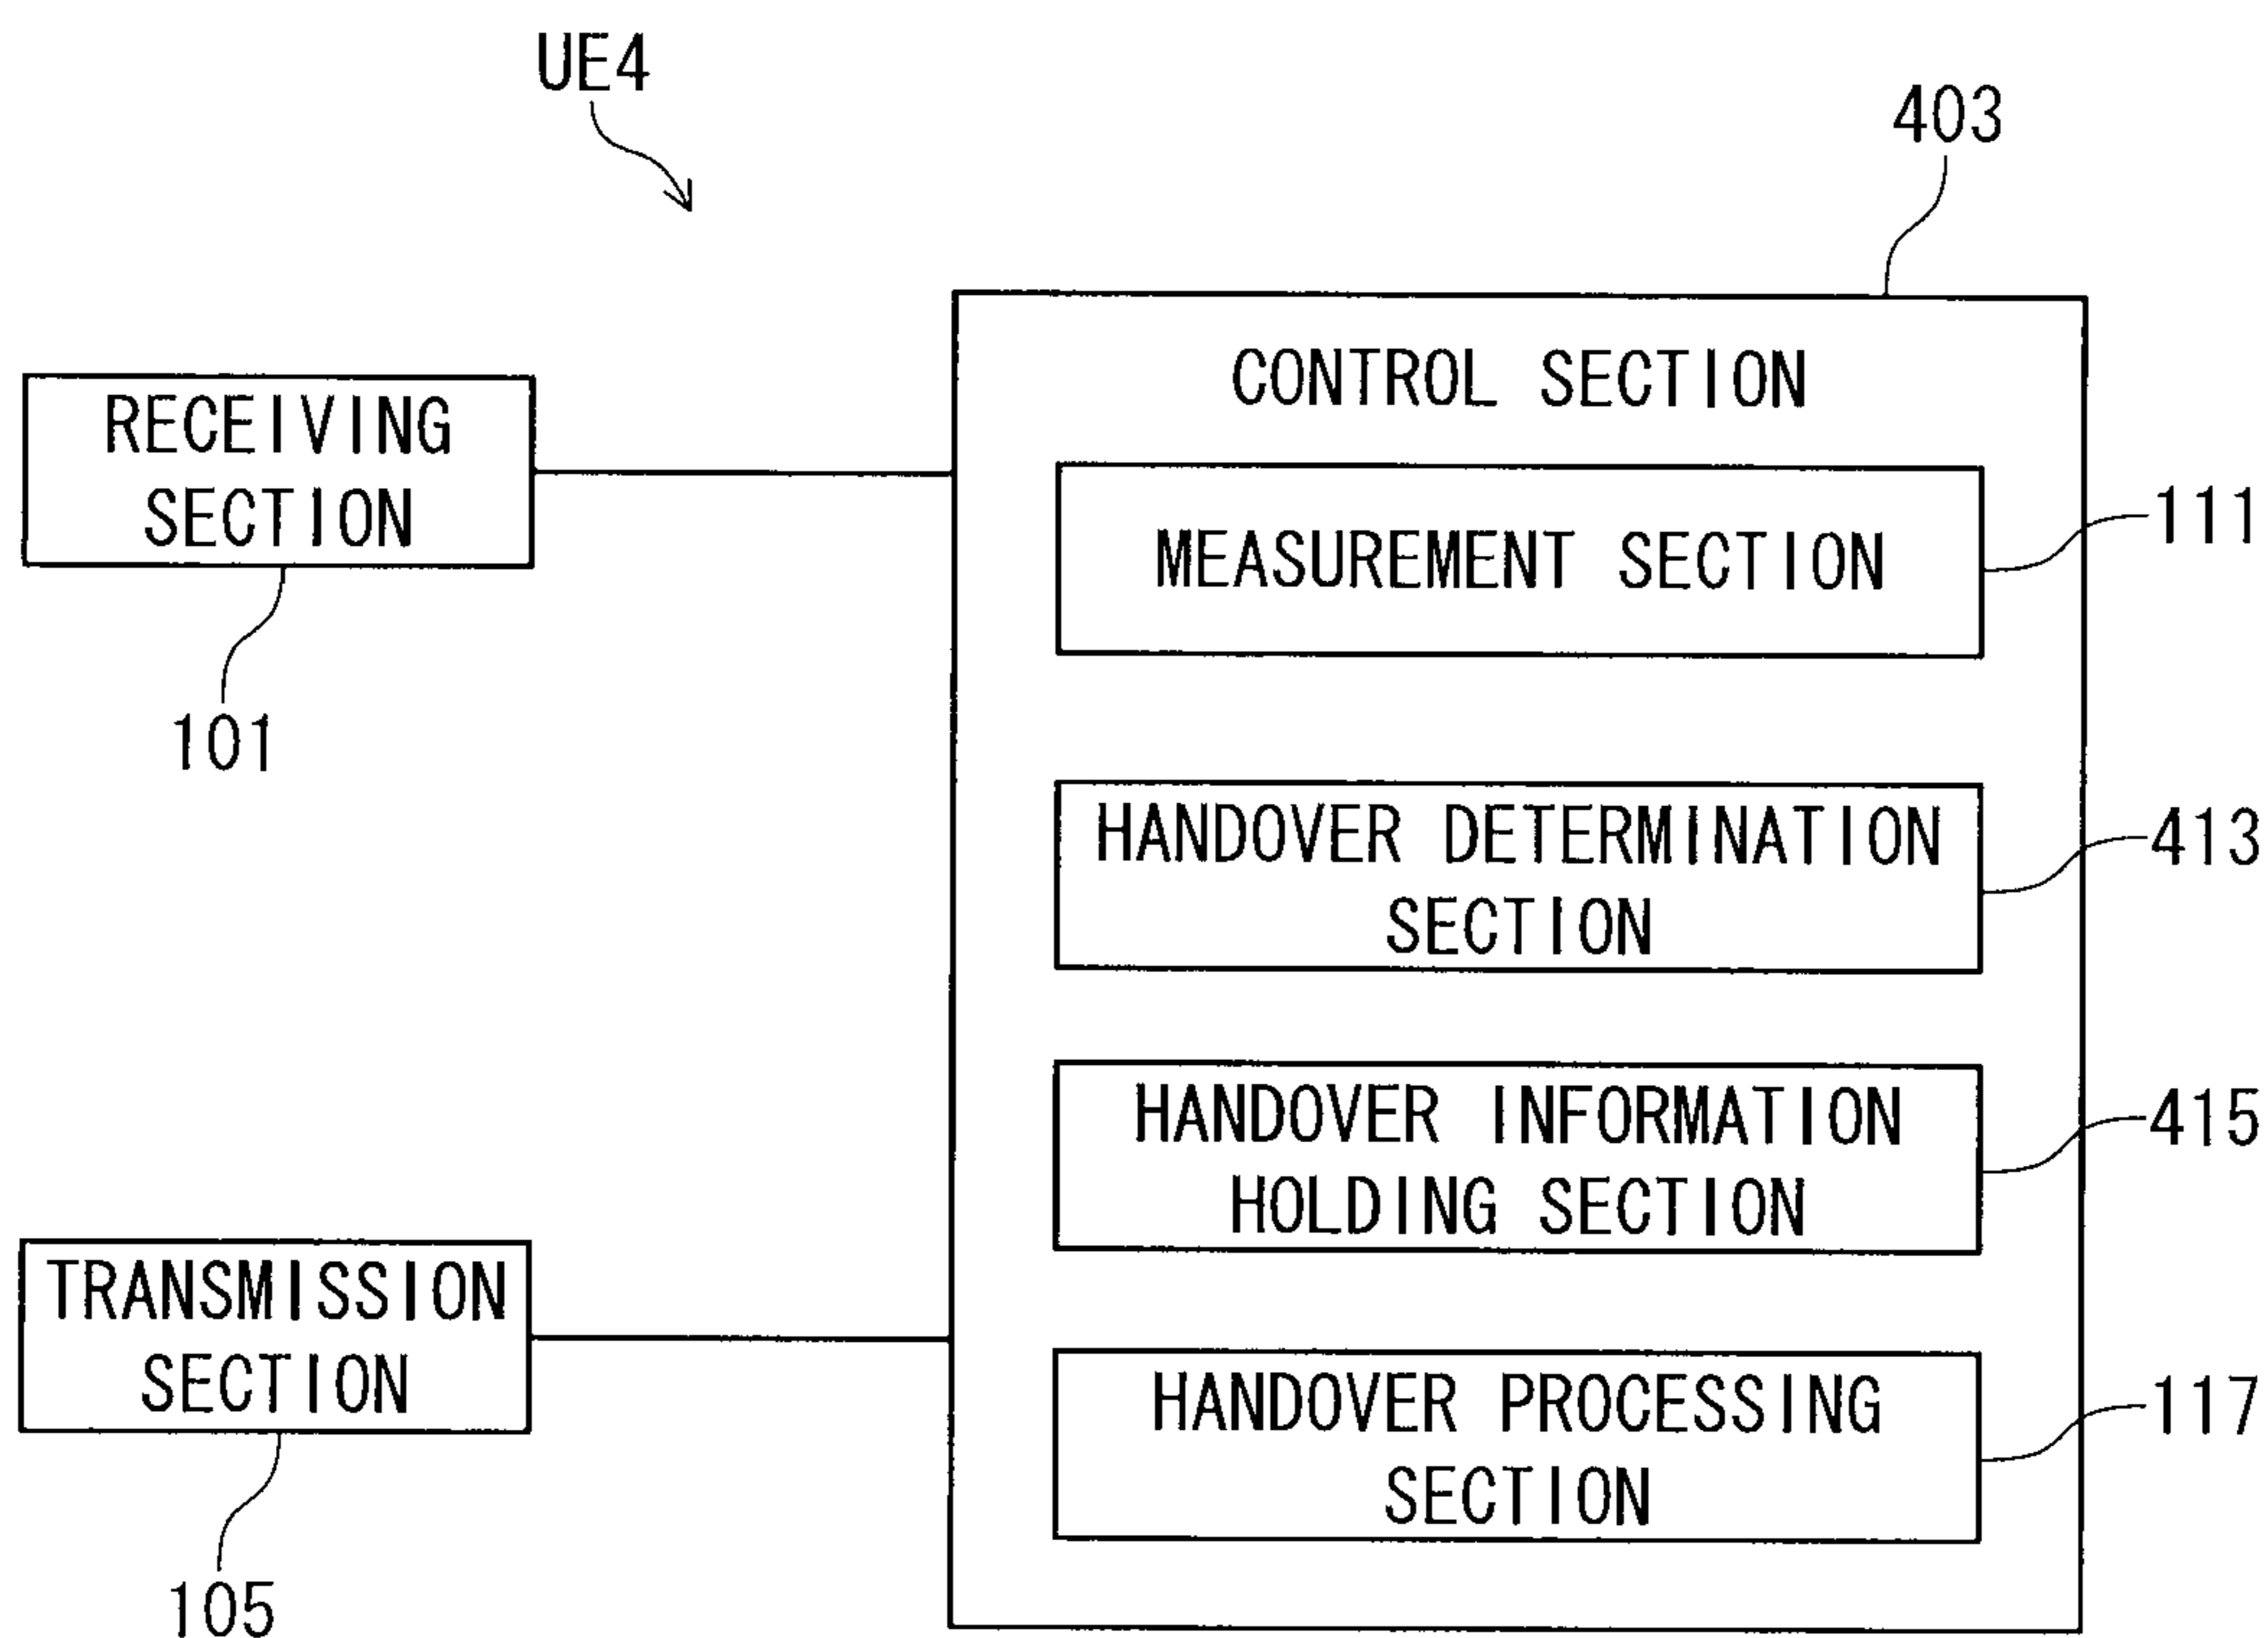 UE4
403
CONTROL SECTION
RECEIVING
SECTION
101
MEASUREMENT SECTION
111
HANDOVER DETERMINATION
SECTION
413
HANDOVER INFORMATION
HOLDING SECTION
415
TRANSMISSION
SECTION
105
HANDOVER PROCESSING
SECTION
117